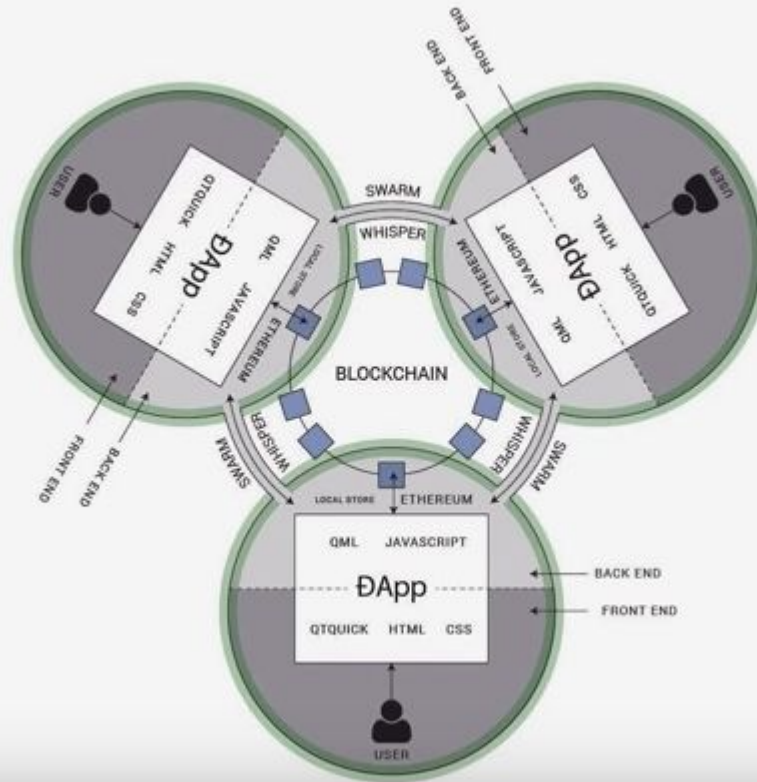 FRONT END
BACK END
USER
QTQUICK HTML CSS
ĐApp
QML JAVASCRIPT
LOCAL STORE
ETHEREUM
FRONT END
BACK END
SWARM
WHISPER
USER
QTQUICK HTML CSS
ĐApp
QML JAVASCRIPT
LOCAL STORE
ETHEREUM
BLOCKCHAIN
WHISPER
SWARM
WHISPER
SWARM
LOCAL STORE ETHEREUM
QML JAVASCRIPT
ĐApp
QTQUICK HTML CSS
BACK END
FRONT END
USER